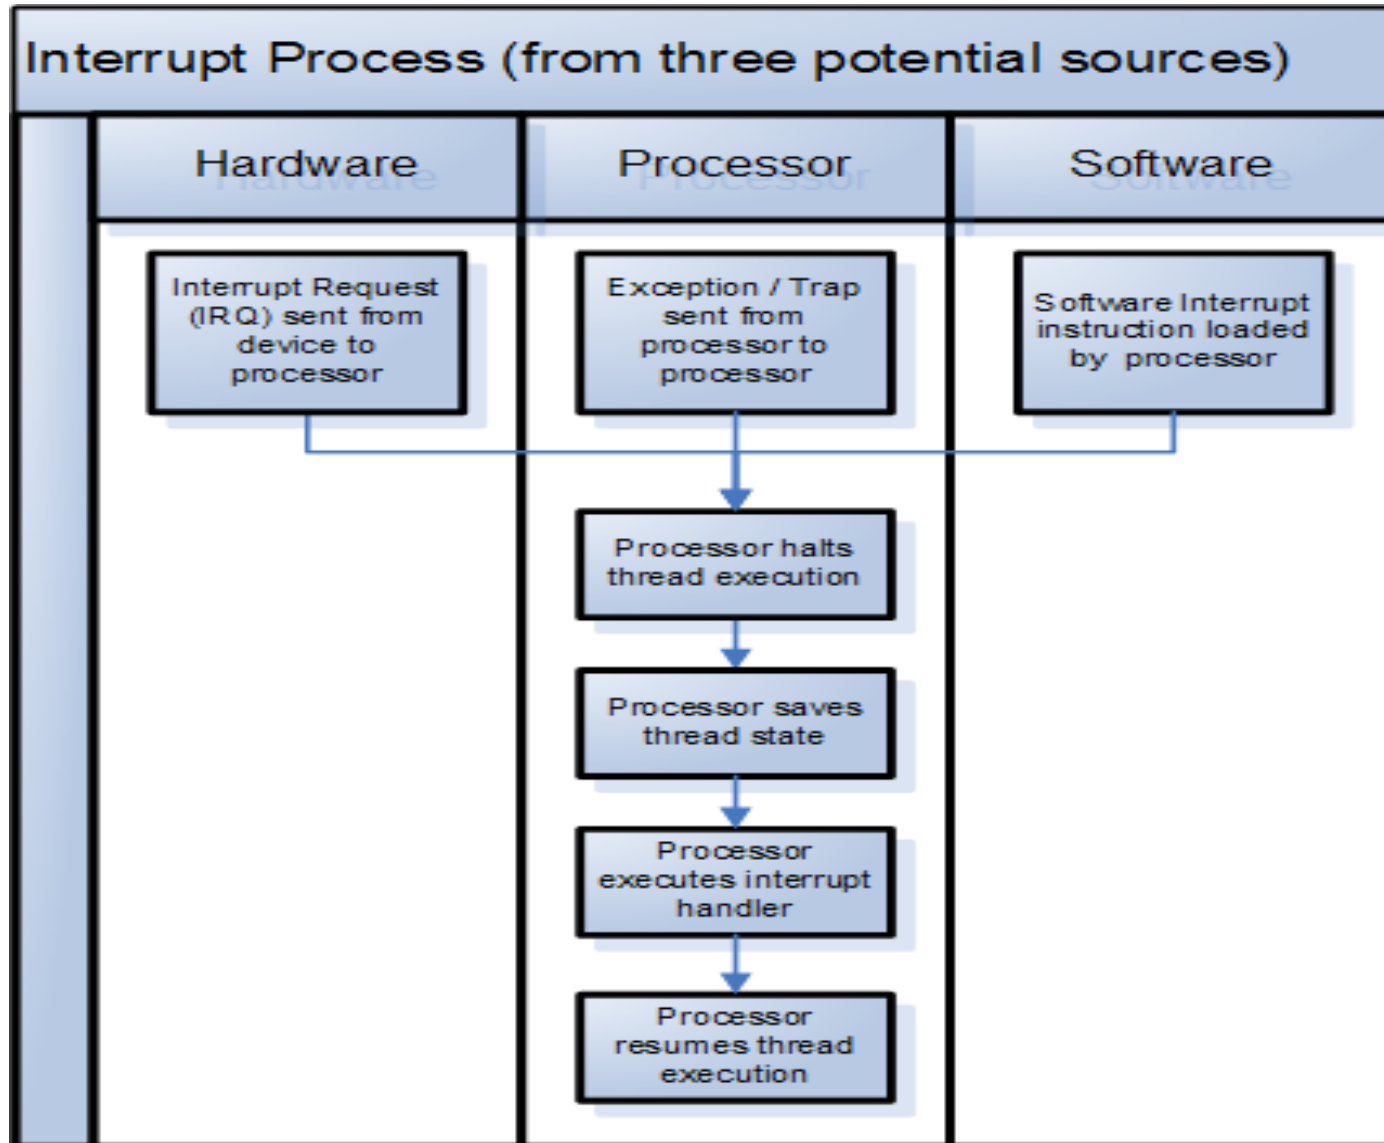 Interrupt Process (from three potential sources)
Hardware
Processor
Software
Interrupt Request
(IRQ) sent from
device to
processor
Exception / Trap
sent from
processor to
processor
Software Interrupt
instruction loaded
by processor
Processor halts
thread execution
Processor saves
thread state
Processor
executes interrupt
handler
Processor
resumes thread
execution